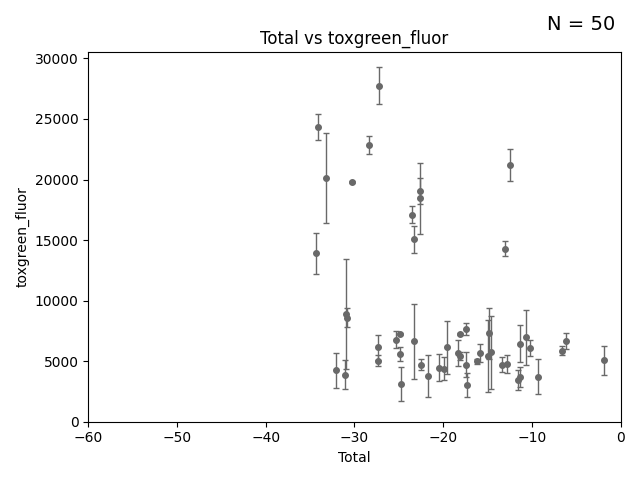 N = 50
Total vs toxgreen_fluor
30000
25000
20000
15000
10000
5000
0
toxgreen_fluor
−60 −50 −40 −30 −20 −10 0
Total